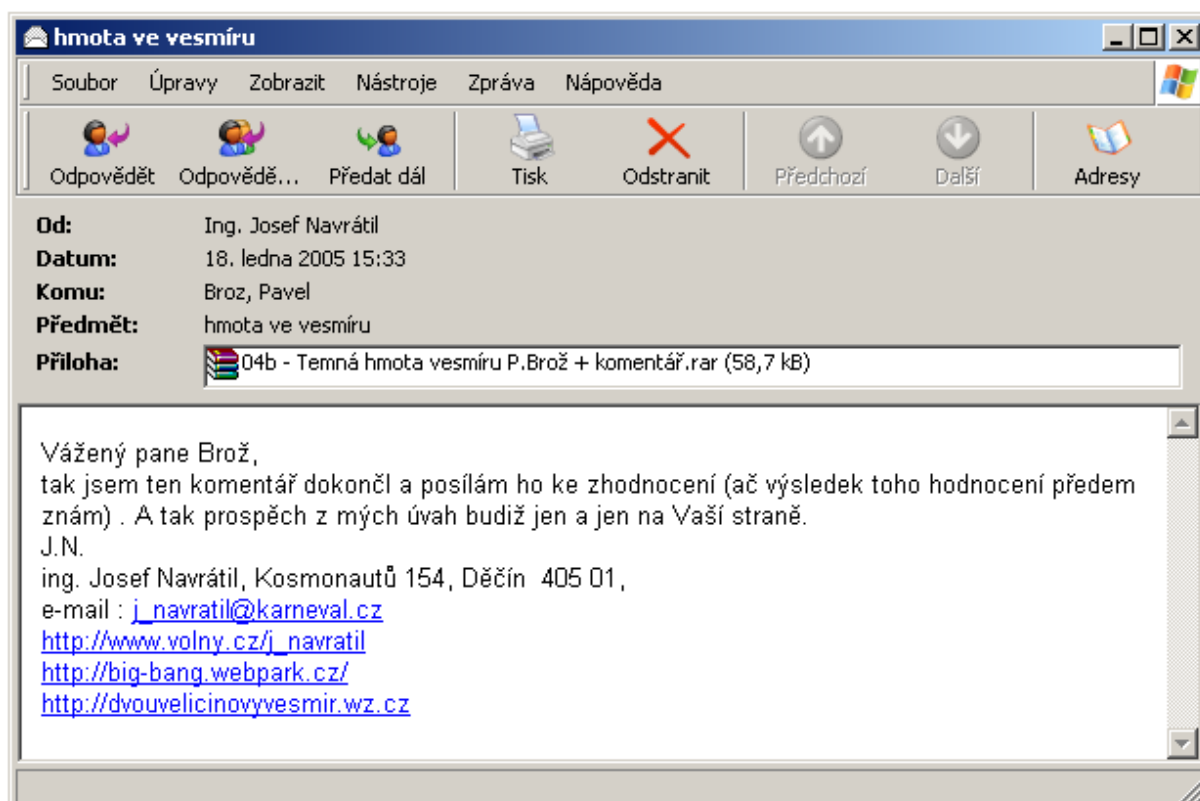 hmota ve vesmíru
Soubor Úpravy Zobrazit Nástroje Zpráva Nápověda
Odpovědět Odpovědě... Předat dál Tisk Odstranit Předchozí Další Adresy
Od: Ing. Josef Navrátil
Datum: 18. ledna 2005 15:33
Komu: Broz, Pavel
Předmět: hmota ve vesmíru
Příloha: 04b - Temná hmota vesmíru P.Brož + komentář.rar (58,7 kB)
Vážený pane Brož,
tak jsem ten komentář dokončl a posílám ho ke zhodnocení (ač výsledek toho hodnocení předem
znám) . A tak prospěch z mých úvah budiž jen a jen na Vaší straně.
J.N.
ing. Josef Navrátil, Kosmonautů 154, Děčín 405 01,
e-mail : j_navratil@karneval.cz
http://www.volny.cz/j_navratil
http://big-bang.webpark.cz/
http://dvouvelicinovyvesmir.wz.cz